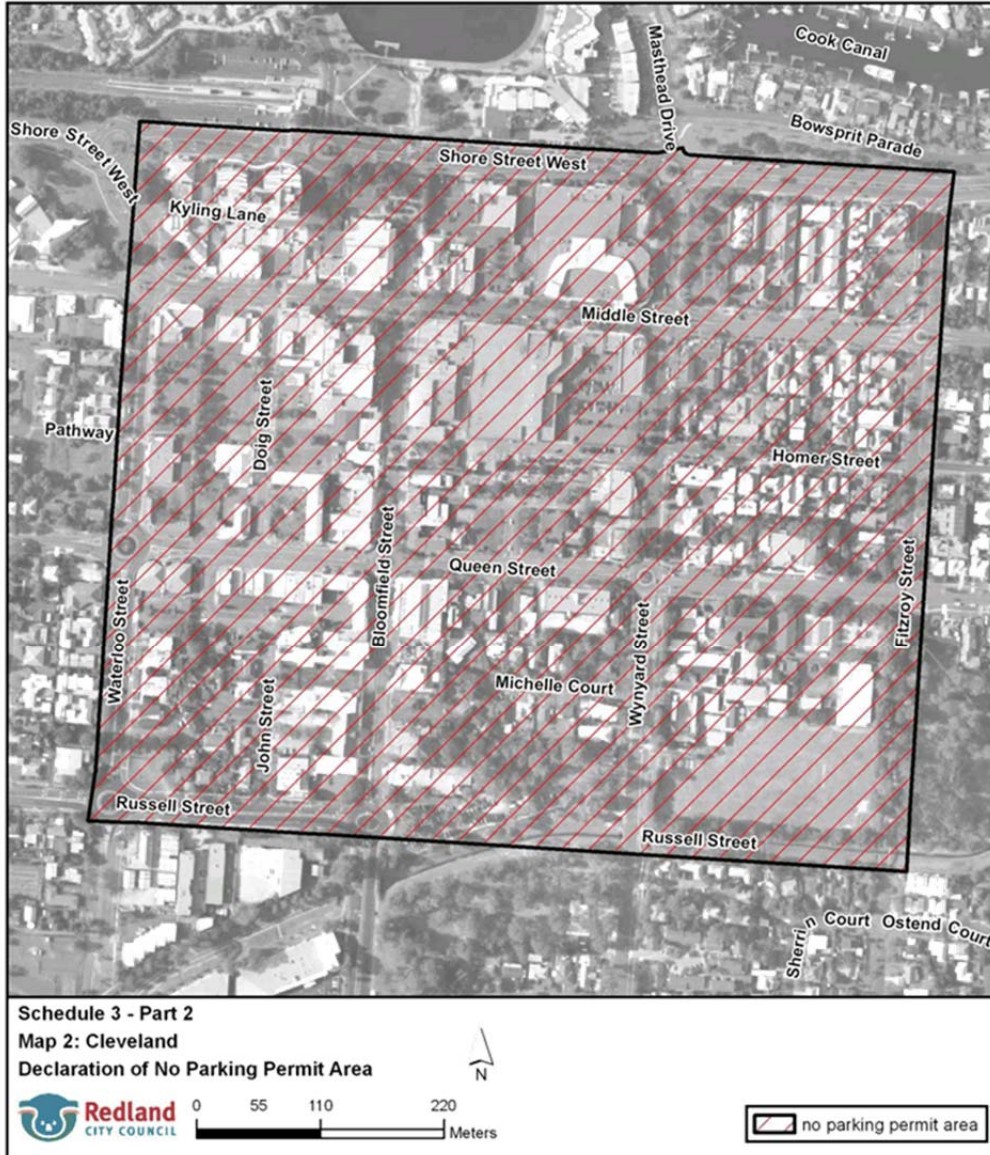 Cook Canal
Masthead Drive
Bowsprit Parade
Shore Street West
Shore Street West
Kyling Lane
Middle Street
Doig Street
Pathway
Homer Street
Bloomfield Street
Queen Street
Fitzroy Street
Waterloo Street
Wynyard Street
Michelle Court
John Street
Russell Street
Russell Street
Sherrin Court
Ostend Court
Schedule 3 - Part 2
Map 2: Cleveland
Declaration of No Parking Permit Area
N
Redland
CITY COUNCIL
0 55 110 220
Meters
no parking permit area